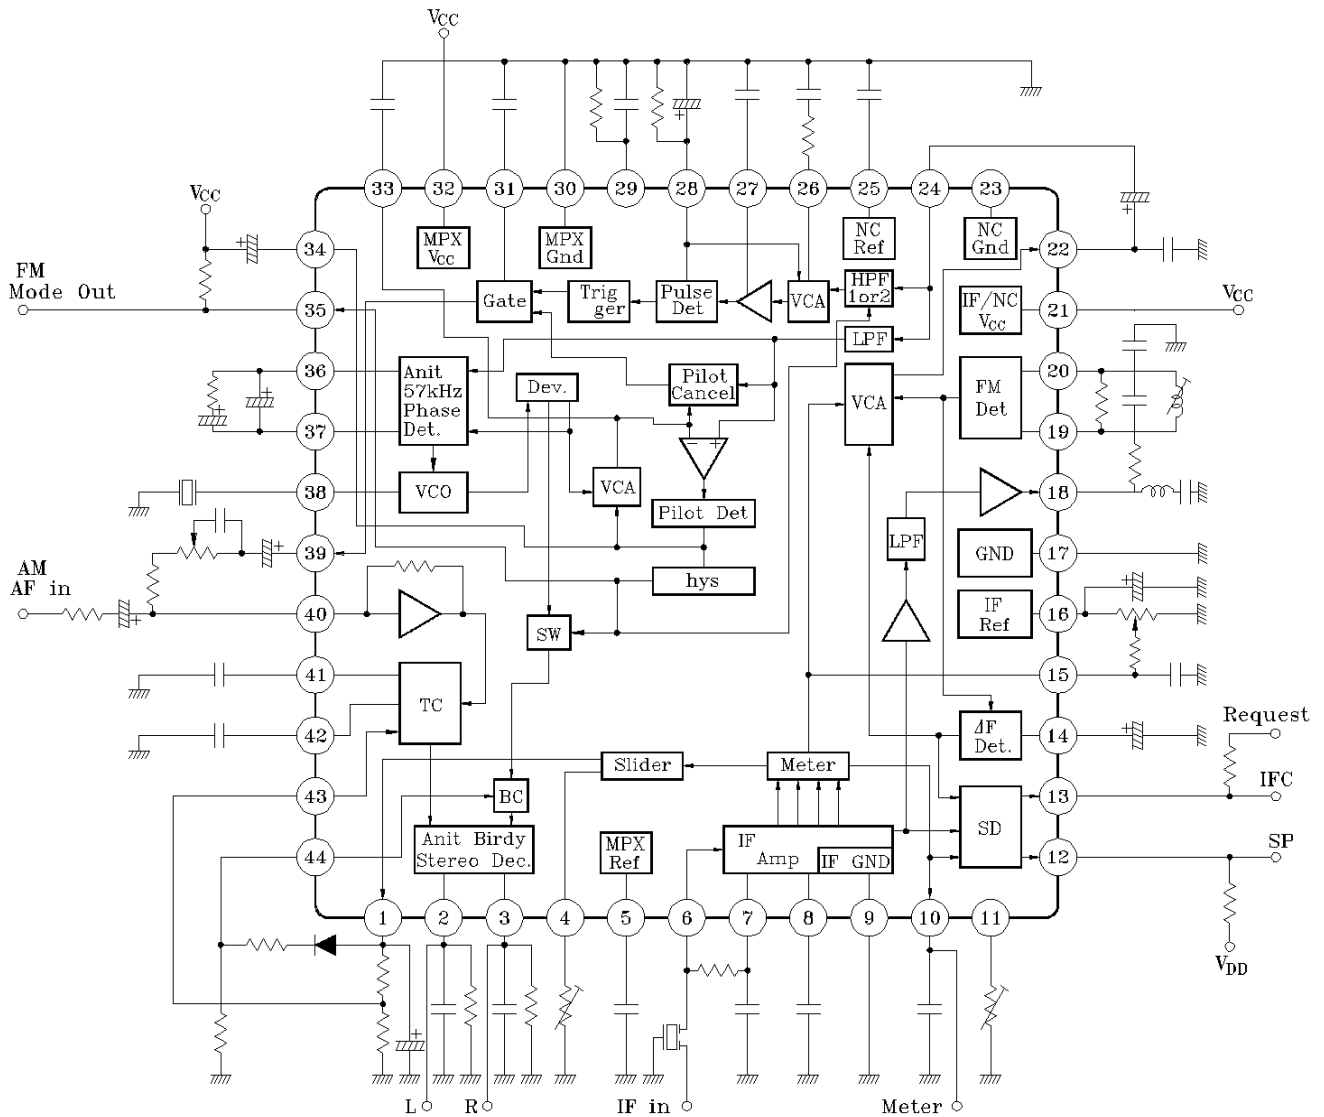 VCC
33
32
31
30
29
28
27
26
25
24
23
VCC
34
MPX
VCC
MPX
Gnd
NC
Ref
NC
Gnd
22
FM
Mode Out
35
Gate
Trig
ger
Pulse
Det
VCA
HPF
1or2
IF/NC
VCC
21
VCC
LPF
36
Anit
57kHz
Phase
Det.
Dev.
Pilot
Cancel
VCA
FM
Det
20
37
− +
19
38
VCO
VCA
Pilot Det
18
LPF
39
hys
GND
17
AM
AF in
40
SW
IF
Ref
16
41
TC
15
42
ΔF
Det.
14
Request
Slider
Meter
43
BC
SD
13
IFC
44
Anit Birdy
Stereo Dec.
MPX
Ref
IF
Amp
IF GND
12
SP
1
2
3
4
5
6
7
8
9
10
11
VDD
L
R
IF in
Meter